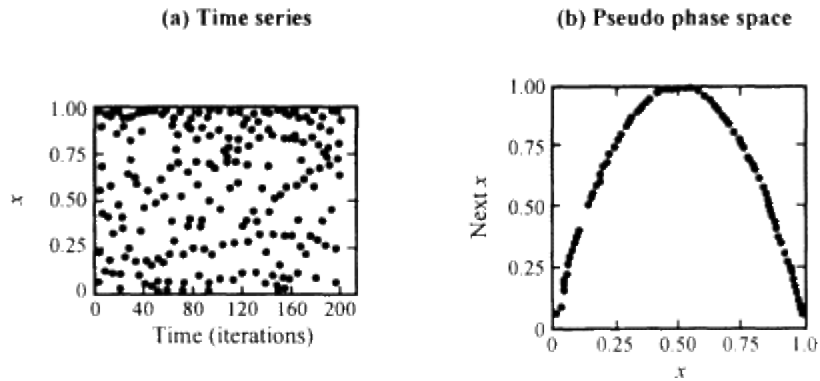 (a) Time series
1.00
0.75
0.50
0.25
0
x
0 40 80 120 160 200
Time (iterations)
(b) Pseudo phase space
1.00
0.75
0.50
0.25
0
Next x
0 0.25 0.50 0.75 1.0
x